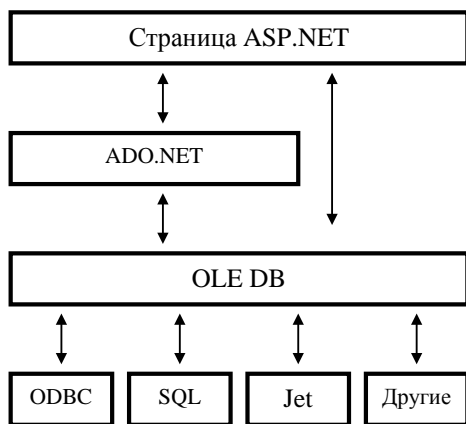 Страница ASP.NET
ADO.NET
OLE DB
ODBC
SQL
Jet
Другие